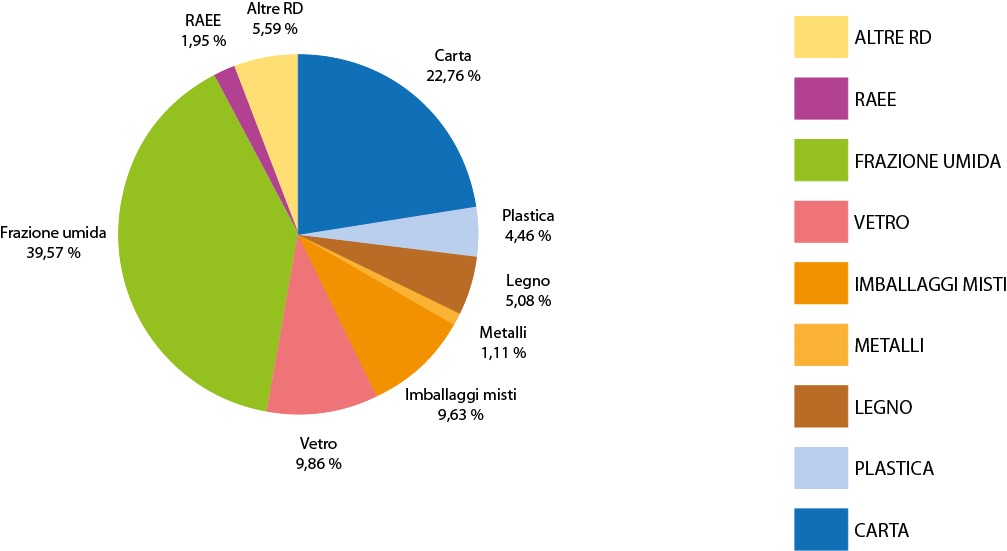 Altre RD
5,59 %
RAEE
1,95 %
Carta
22,76 %
Plastica
4,46 %
Legno
5,08 %
Metalli
1,11 %
Imballaggi misti
9,63 %
Vetro
9,86 %
Frazione umida
39,57 %
ALTRE RD
RAEE
FRAZIONE UMIDA
VETRO
IMBALLAGGI MISTI
METALLI
LEGNO
PLASTICA
CARTA